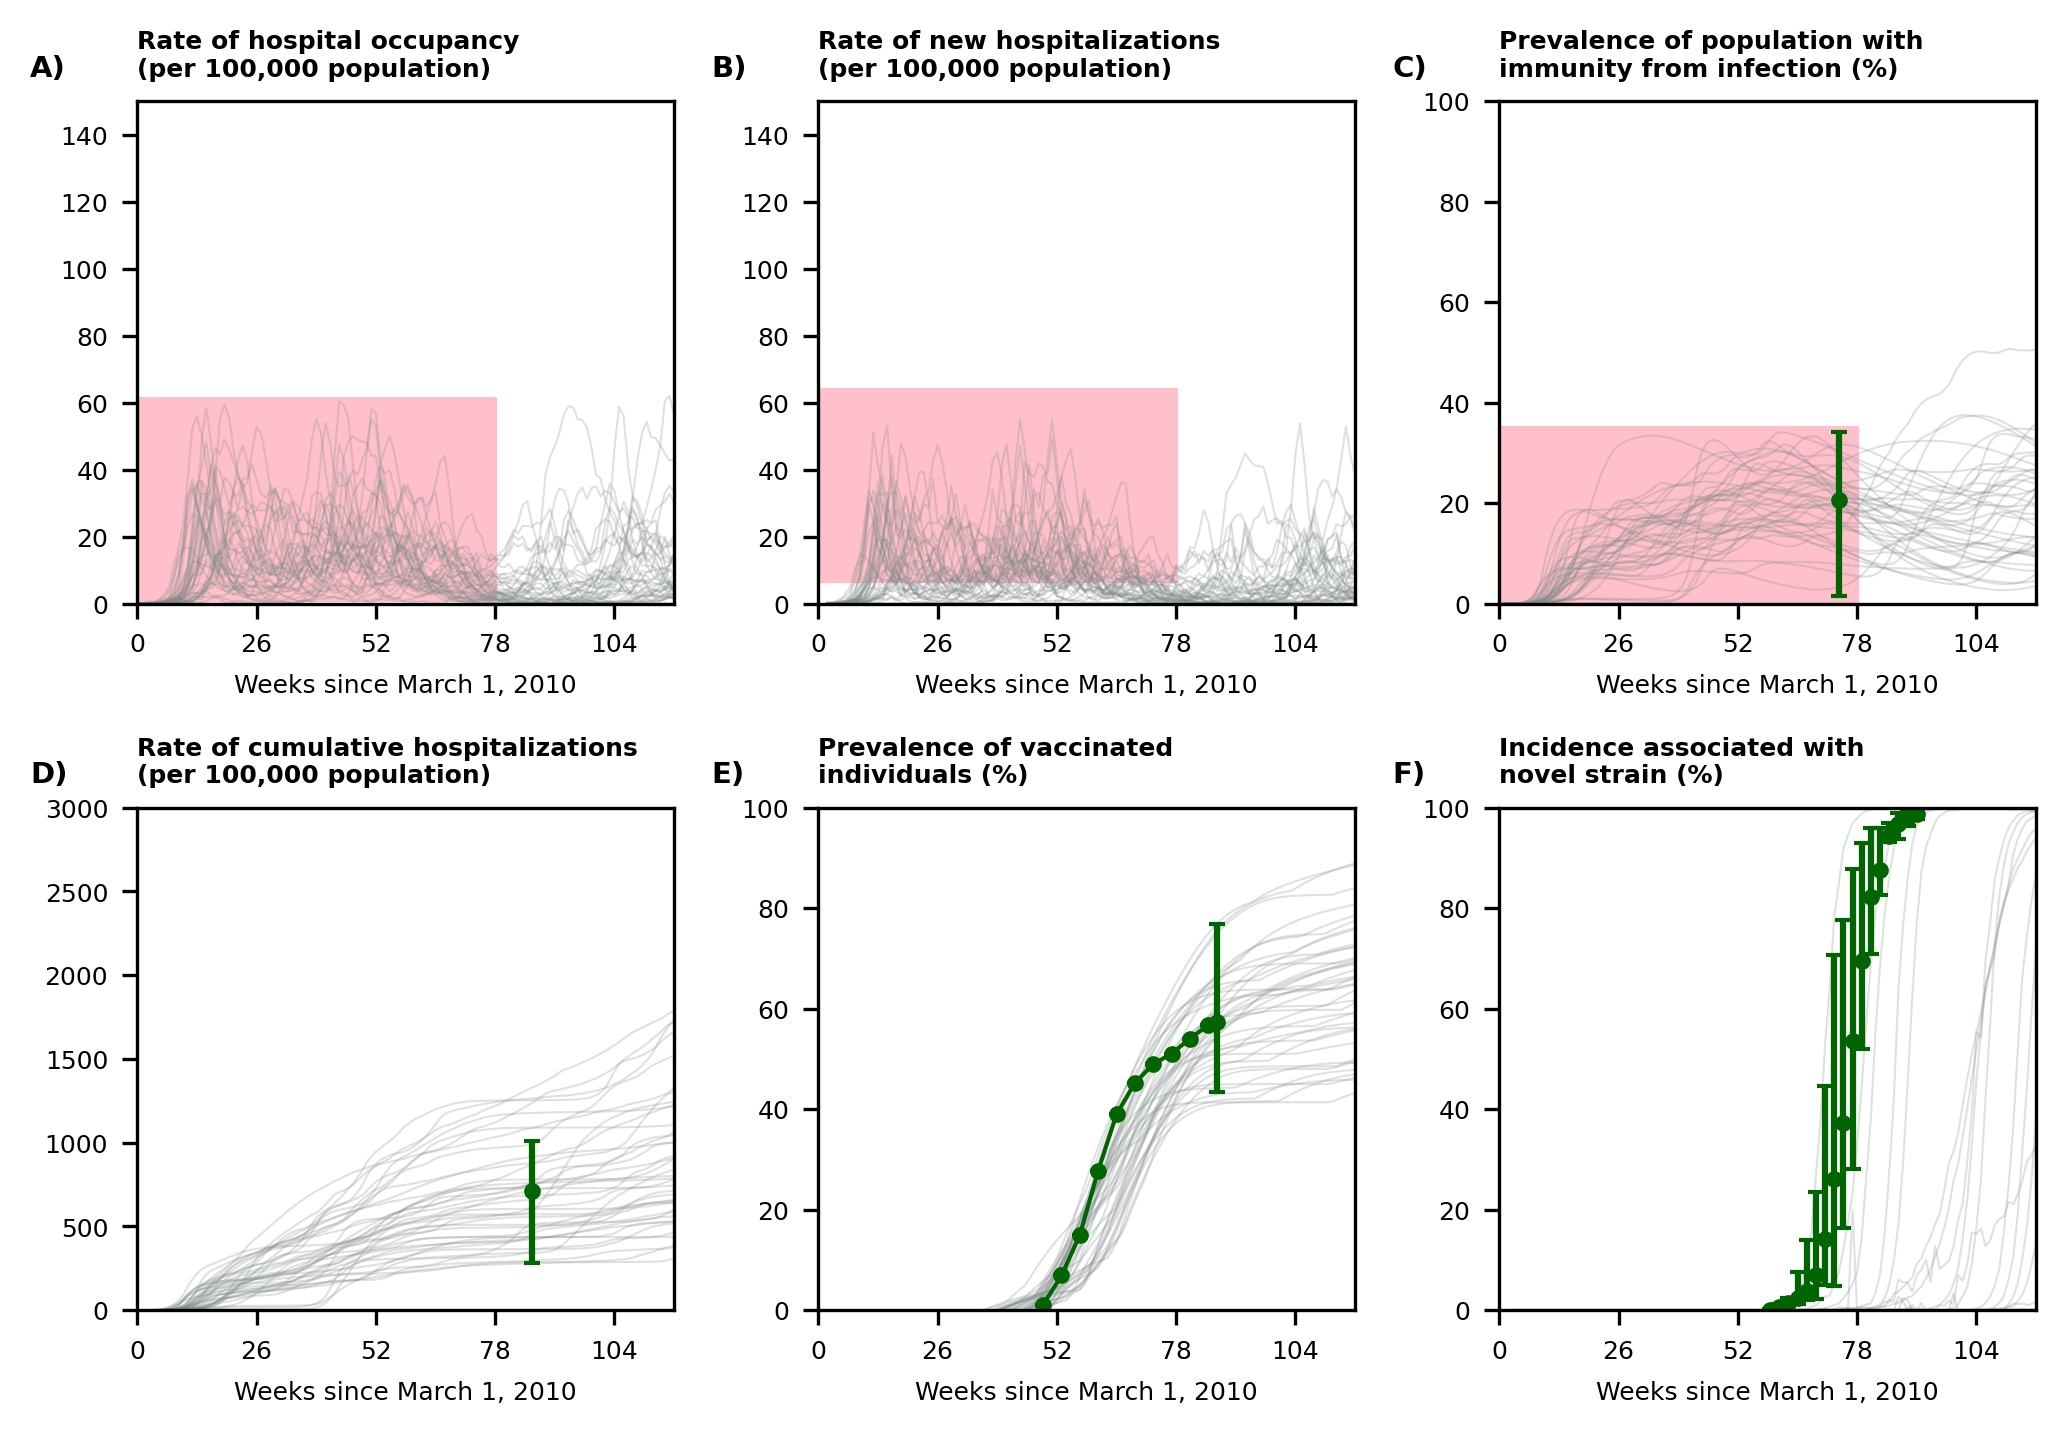 A)
Rate of hospital occupancy
(per 100,000 population)
140
120
100
80
60
40
20
0
0 26 52 78 104
Weeks since March 1, 2010
B)
Rate of new hospitalizations
(per 100,000 population)
140
120
100
80
60
40
20
0
0 26 52 78 104
Weeks since March 1, 2010
C)
Prevalence of population with
immunity from infection (%)
100
80
60
40
20
0
0 26 52 78 104
Weeks since March 1, 2010
D)
Rate of cumulative hospitalizations
(per 100,000 population)
3000
2500
2000
1500
1000
500
0
0 26 52 78 104
Weeks since March 1, 2010
E)
Prevalence of vaccinated
individuals (%)
100
80
60
40
20
0
0 26 52 78 104
Weeks since March 1, 2010
F)
Incidence associated with
novel strain (%)
100
80
60
40
20
0
0 26 52 78 104
Weeks since March 1, 2010